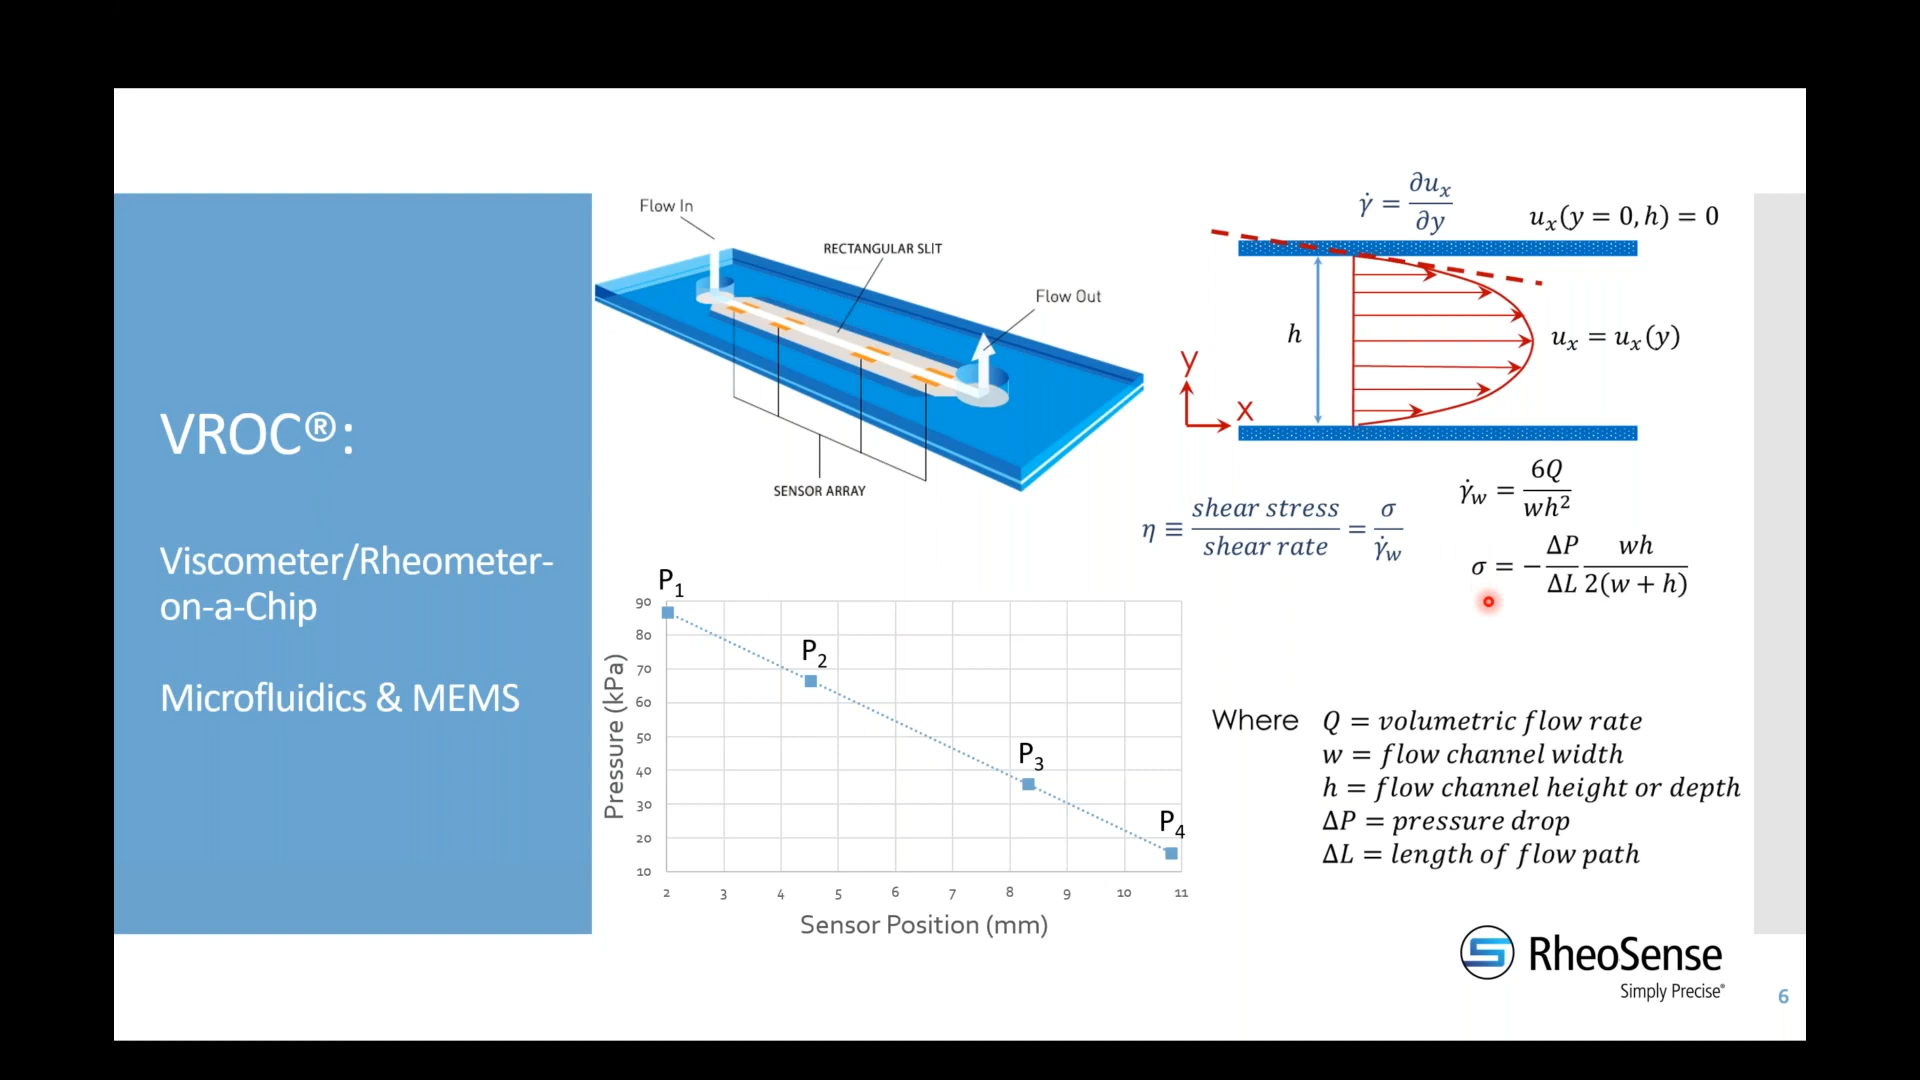 VROC®:
Viscometer/Rheometer-
on-a-Chip
Microfluidics & MEMS
Flow In
RECTANGULAR SLIT
Flow Out
SENSOR ARRAY
γ̇ = ∂uₓ/∂y
uₓ(y = 0, h) = 0
h
uₓ = uₓ(y)
y
x
γ̇_w = 6Q/wh²
η ≡ shear stress/shear rate = σ/γ̇_w
σ = −ΔP/ΔL wh/2(w + h)
P₁
P₂
P₃
P₄
90
80
70
60
50
40
30
20
10
Pressure (kPa)
2 3 4 5 6 7 8 9 10 11
Sensor Position (mm)
Where Q = volumetric flow rate
w = flow channel width
h = flow channel height or depth
ΔP = pressure drop
ΔL = length of flow path
RheoSense
Simply Precise®
6